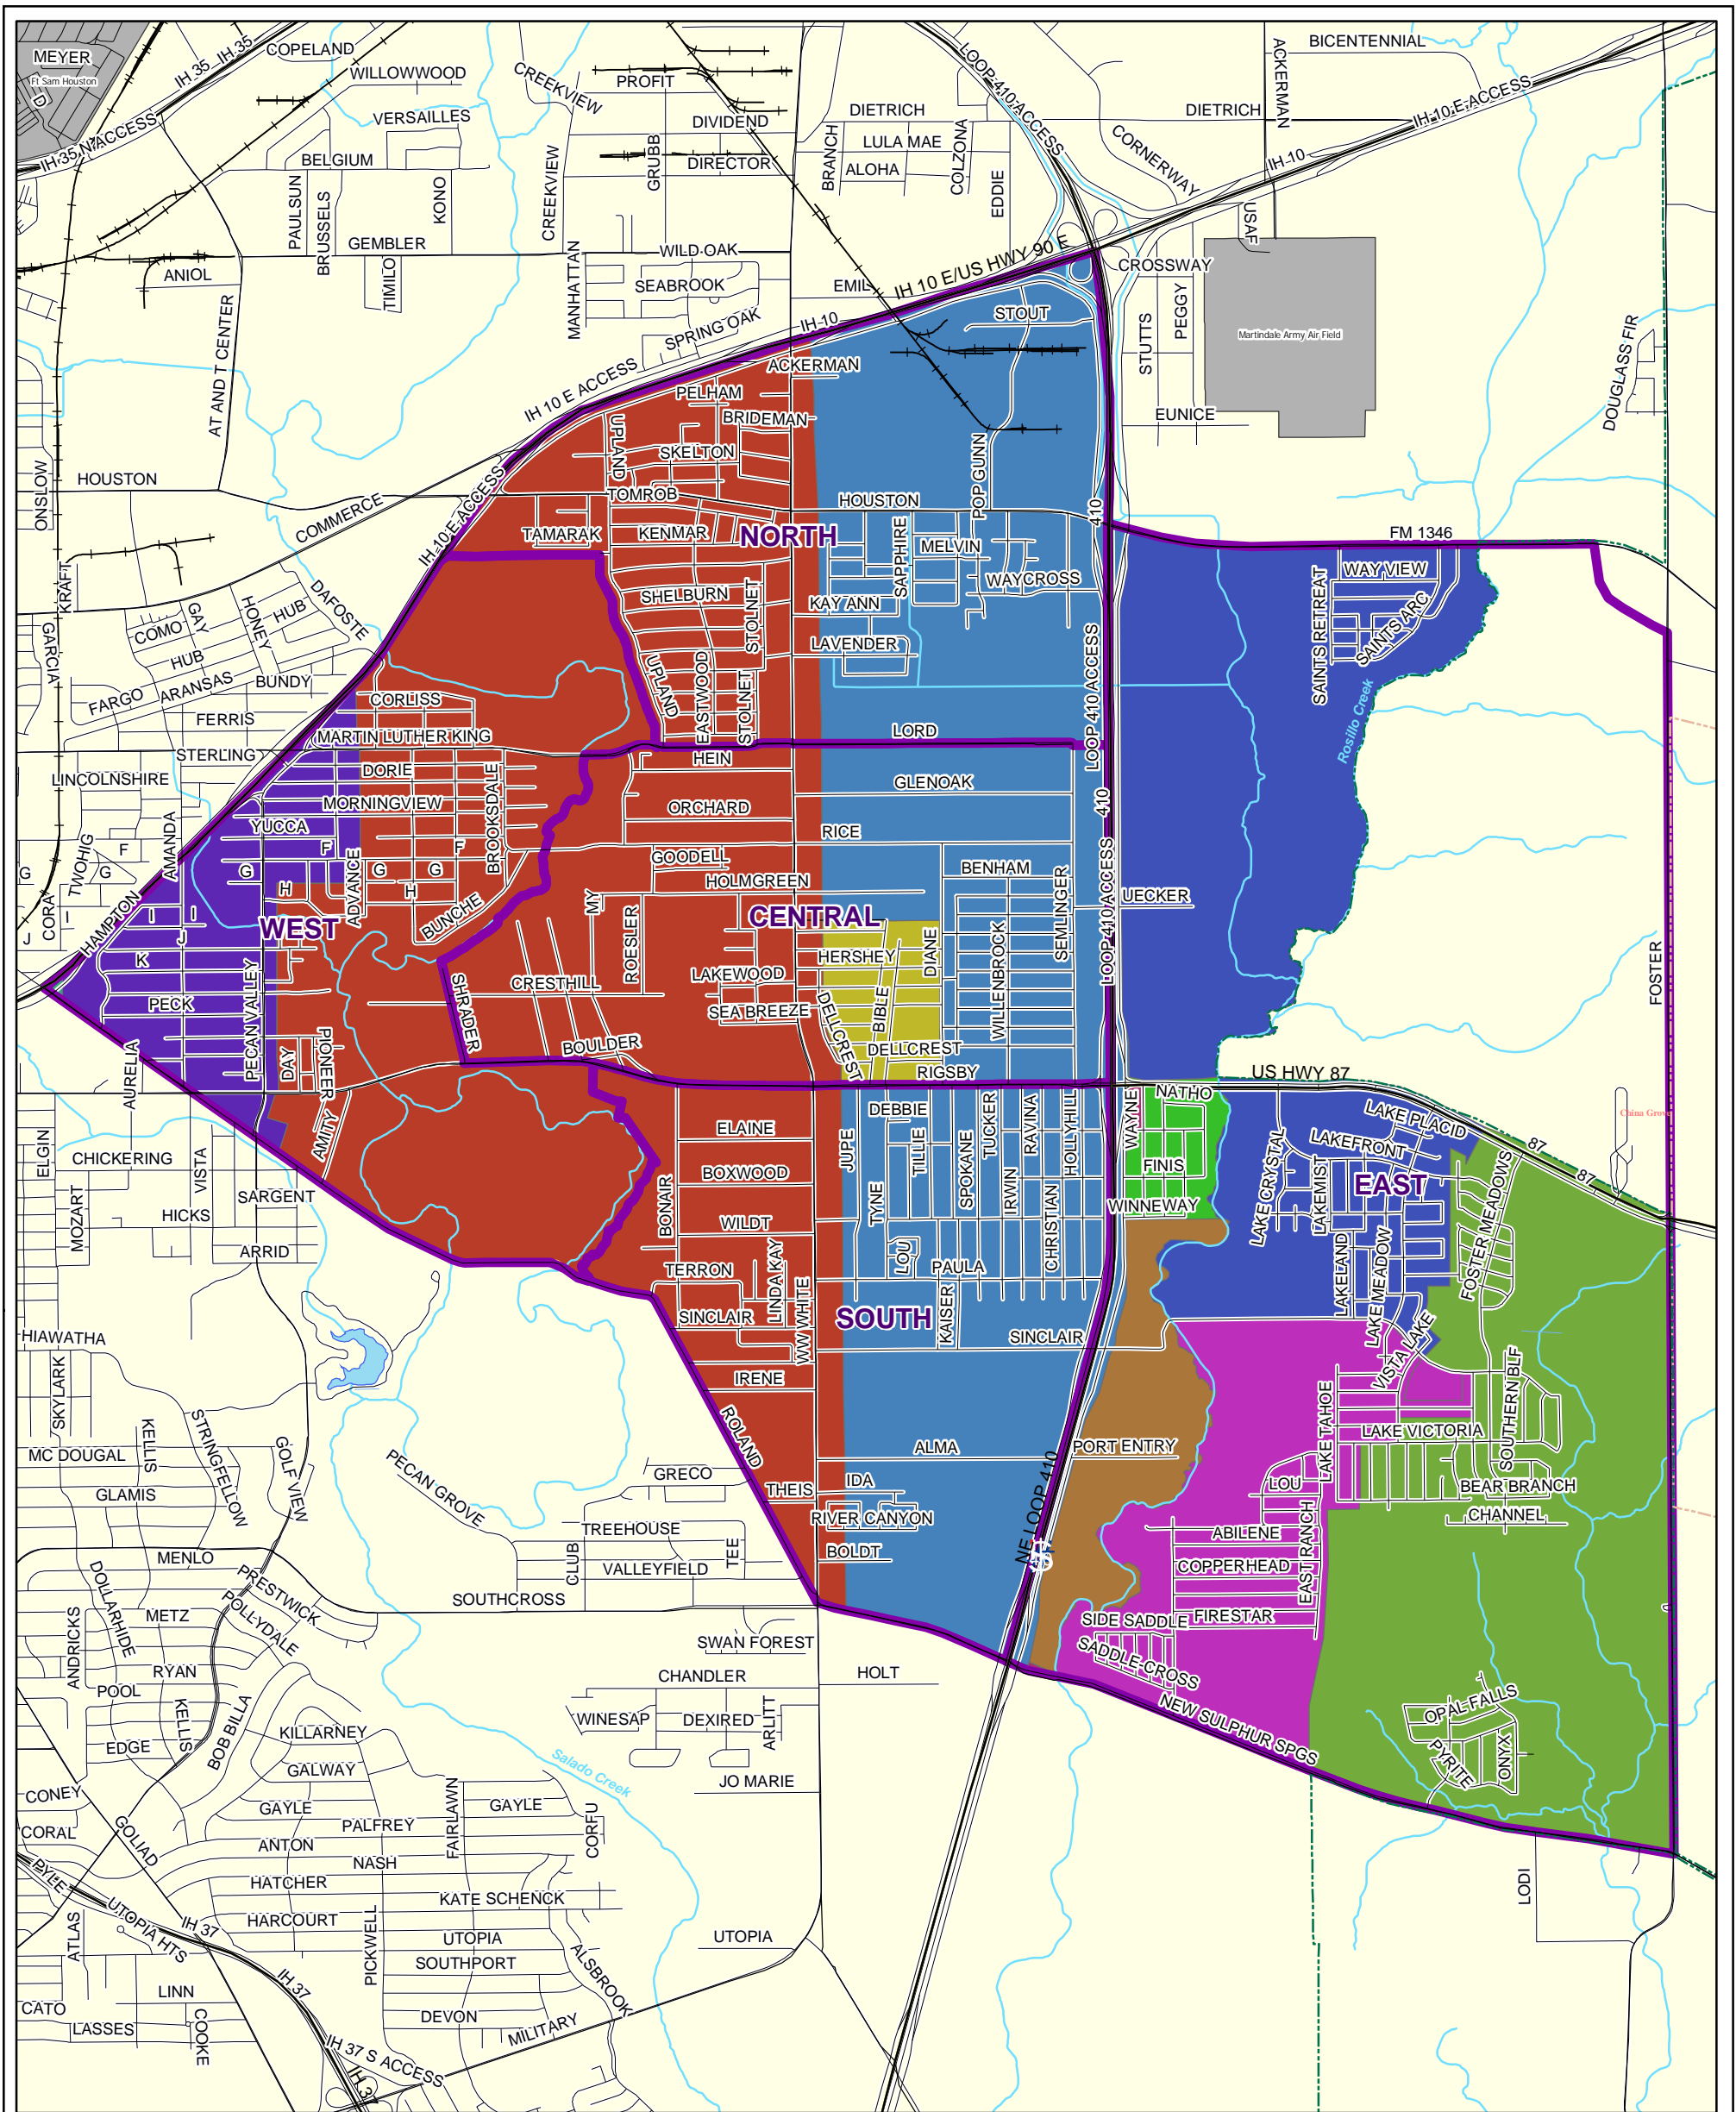 MEYER
Ft Sam Houston
D
IH 35
IH 35
COPELAND
WILLOWWOOD
VERSAILLES
IH 35 N ACCESS
BELGIUM
PAULSUN
BRUSSELS
KONO
GEMBLER
TIMILO
ANIOL
AT AND T CENTER
CREEKVIEW
CREEKVIEW
PROFIT
DIVIDEND
DIRECTOR
GRUBB
MANHATTAN
WILD OAK
SEABROOK
SPRING OAK
EMIL
LOOP 410 ACCESS
DIETRICH
LULA MAE
ALOHA
BRANCH
COLZONA
EDDIE
CORNERWAY
DIETRICH
ACKERMAN
BICENTENNIAL
IH-10 E ACCESS
IH-10
USAF
CROSSWAY
PEGGY
STUTTS
EUNICE
Martindale Army Air Field
DOUGLASS FIR
IH 10 E/US HWY 90 E
IH-10
IH 10 E ACCESS
IH 10 E ACCESS
STOUT
ACKERMAN
PELHAM
BRIDEMAN
UPLAND
SKELTON
TOMROB
POP GUNN
HOUSTON
HOUSTON
ONSLOW
COMMERCE
TAMARAK
KENMAR
NORTH
SAPPHIRE
MELVIN
WAYCROSS
410
FM 1346
WAY VIEW
SAINTS RETREAT
SAINTS ARC
KRAFT
GAY
COMO
HONEY
HUB
DAFOSTE
HUB
GARCIA
FARGO
ARANSAS
BUNDY
FERRIS
STERLING
SHELBURN
STOLNET
KAY ANN
LAVENDER
UPLAND
EASTWOOD
STOLNET
LOOP 410 ACCESS
Rosillo Creek
CORLISS
MARTIN LUTHER KING
LORD
HEIN
LINCOLNSHIRE
DORIE
MORNINGVIEW
BROOKSDALE
GLENOAK
410
ORCHARD
RICE
YUCCA
AMANDA
TWOHIG
F
F
F
G
G
G
G
G
H
H
ADVANCE
GOODELL
HOLMGREEN
BENHAM
SEMLINGER
LOOP 410 ACCESS
UECKER
CORA
I
I
I
J
J
K
HAMPTON
WEST
BUNCHE
MY
ROESLER
CENTRAL
HERSHEY
DIANE
WILLENBROCK
FOSTER
PECK
PECAN VALLEY
SHRADER
CRESTHILL
LAKEWOOD
SEA BREEZE
DELLCREST
BIBLE
DELLCREST
BOULDER
RIGSBY
AURELIA
DAY
PIONEER
AMITY
US HWY 87
China Grove
NATHO
WAYNE
FINIS
WINNEWAY
LAKE PLACID
LAKEFRONT
87
87
LAKE CRYSTAL
LAKEMIST
EAST
FOSTER MEADOWS
ELGIN
CHICKERING
VISTA
MOZART
SARGENT
HICKS
ARRID
ELAINE
BOXWOOD
BONAIR
WILDT
TERRON
LINDA KAY
SINCLAIR
WW WHITE
DEBBIE
JUPE
TILLIE
TYNE
SPOKANE
TUCKER
RAVINA
IRWIN
HOLLYHILL
CHRISTIAN
LOU
PAULA
KAISER
SOUTH
SINCLAIR
LAKELAND
LAKE MEADOW
VISTA LAKE
HIAWATHA
SKYLARK
IRENE
ROLAND
LAKE TAHOE
LAKE VICTORIA
SOUTHERN BLF
MC DOUGAL
KELLIS
STRINGFELLOW
GOLF VIEW
GLAMIS
PECAN GROVE
GRECO
THEIS
ALMA
PORT ENTRY
IDA
RIVER CANYON
BOLDT
NE LOOP 410
LOU
BEAR BRANCH
CHANNEL
ABILENE
COPPERHEAD
EAST RANCH
FIRESTAR
SIDE SADDLE
SADDLE-CROSS
TREEHOUSE
CLUB
VALLEYFIELD
TEE
MENLO
DOLLARHIDE
PRESTWICK
POLLYDALE
METZ
ANDRICKS
SOUTHCROSS
SWAN FOREST
CHANDLER
HOLT
RYAN
POOL
KELLIS
EDGE
BOB BILLA
WINESAP
DEXIRED
ARLITT
NEW SULPHUR SPGS
OPAL FALLS
PYRITE
ONYX
KILLARNEY
GALWAY
Salado Creek
JO MARIE
CONEY
GAYLE
GAYLE
PALFREY
FAIRLAWN
CORFU
CORAL
GOLIAD
ANTON
NASH
HATCHER
KATE SCHENCK
PYLE
UTOPIA HTS
IH 37
HARCOURT
PICKWELL
UTOPIA
UTOPIA
ATLAS
SOUTHPORT
ALSBROOK
LODI
IH 37
LINN
CATO
LASSES
COOKE
DEVON
MILITARY
IH 37 S ACCESS
IH 37